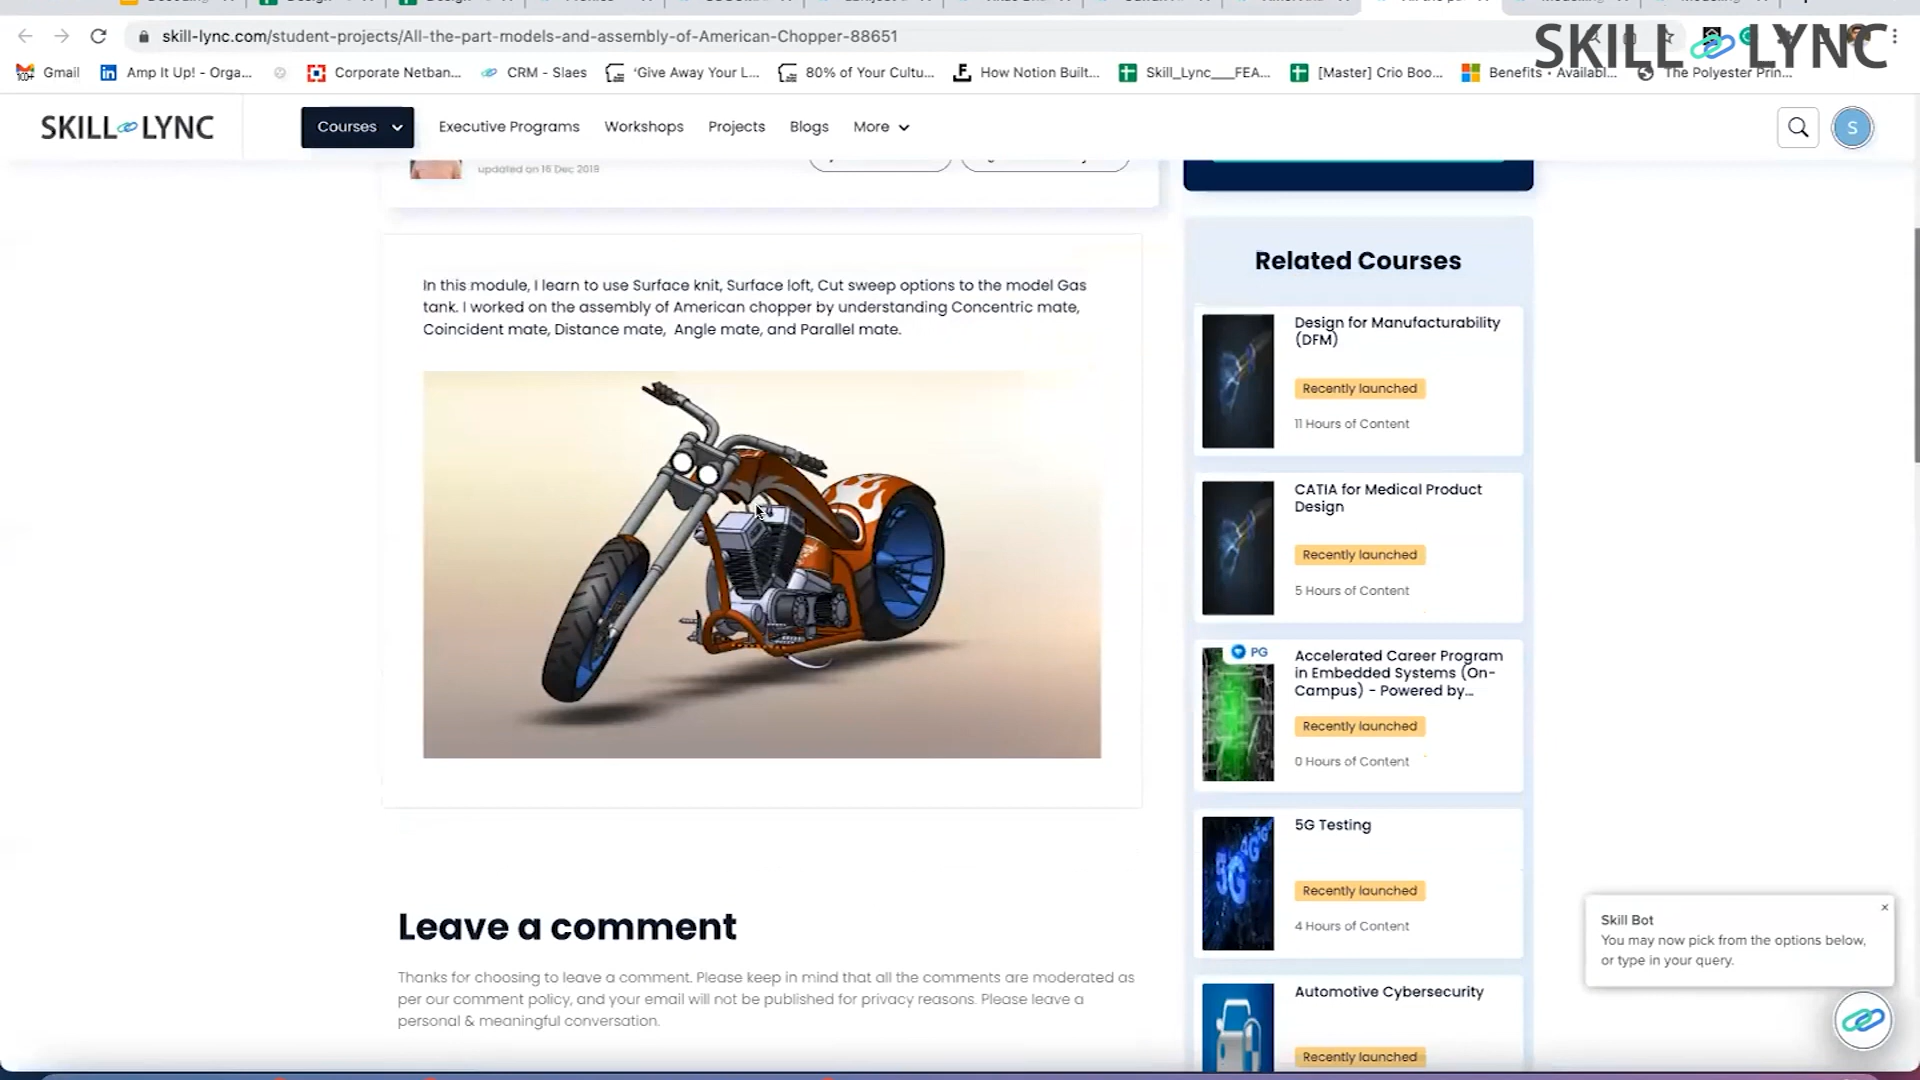 skill-lync.com/student-projects/All-the-part-models-and-assembly-of-American-Chopper-88651
SKILL LYNC
Gmail
Amp It Up! - Orga...
Corporate Netban...
CRM - Slaes
'Give Away Your L...
80% of Your Cultu...
How Notion Built...
Skill_Lync___FEA...
[Master] Crio Boo...
Benefits • Availabl...
The Polyester Prin...
SKILL LYNC
Courses
Executive Programs
Workshops
Projects
Blogs
More
S
updated on 16 Dec 2019
In this module, I learn to use Surface knit, Surface loft, Cut sweep options to the model Gas
tank. I worked on the assembly of American chopper by understanding Concentric mate,
Coincident mate, Distance mate, Angle mate, and Parallel mate.
Related Courses
Design for Manufacturability
(DFM)
Recently launched
11 Hours of Content
CATIA for Medical Product
Design
Recently launched
5 Hours of Content
PG
Accelerated Career Program
in Embedded Systems (On-
Campus) - Powered by...
Recently launched
0 Hours of Content
5G
5G Testing
Recently launched
4 Hours of Content
Automotive Cybersecurity
Recently launched
Leave a comment
Thanks for choosing to leave a comment. Please keep in mind that all the comments are moderated as
per our comment policy, and your email will not be published for privacy reasons. Please leave a
personal & meaningful conversation.
Skill Bot
You may now pick from the options below,
or type in your query.